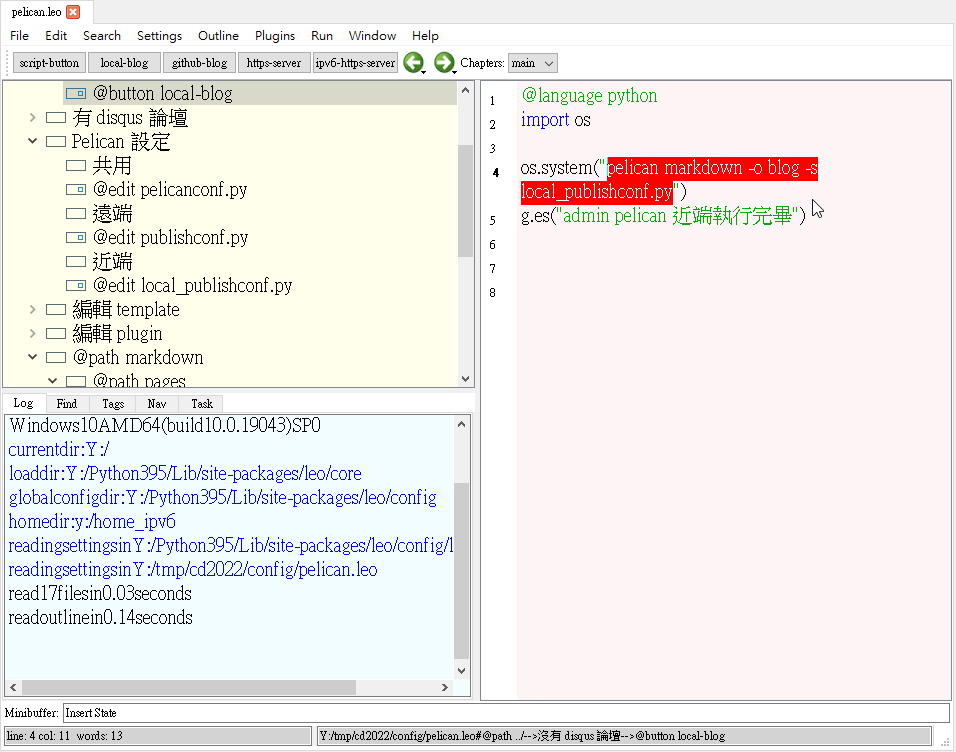 pelican.leo
File Edit Search Settings Outline Plugins Run Window Help
script-button local-blog github-blog https-server ipv6-https-server Chapters: main
@button local-blog
有 disqus 論壇
Pelican 設定
共用
@edit pelicanconf.py
遠端
@edit publishconf.py
近端
@edit local_publishconf.py
編輯 template
編輯 plugin
@path markdown
@path pages
1 @language python
2 import os
3
4 os.system("pelican markdown -o blog -s
local_publishconf.py")
5 g.es("admin pelican 近端執行完畢")
6
7
8
Log Find Tags Nav Task
Windows10AMD64(build10.0.19043)SP0
currentdir:Y:/
loaddir:Y:/Python395/Lib/site-packages/leo/core
globalconfigdir:Y:/Python395/Lib/site-packages/leo/config
homedir:y:/home_ipv6
readingsettingsinY:/Python395/Lib/site-packages/leo/config/l
readingsettingsinY:/tmp/cd2022/config/pelican.leo
read17filesin0.03seconds
readoutlinein0.14seconds
Minibuffer: Insert State
line: 4 col: 11 words: 13 Y:/tmp/cd2022/config/pelican.leo#@path ../-->沒有 disqus 論壇-->@button local-blog